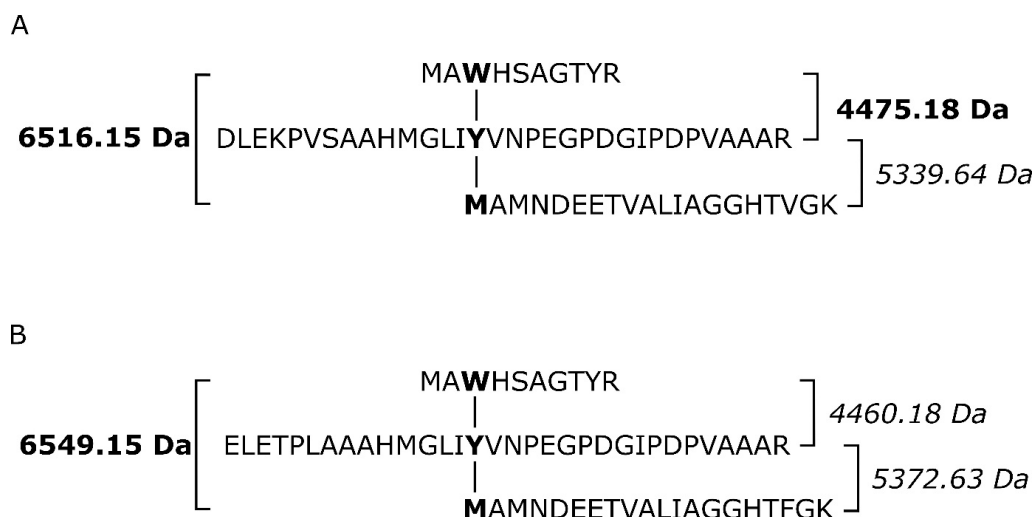 A
MAWHSAGTYR
6516.15 Da
DLEKPVSAAHMGLIYVNPEGPDGIPDPVAAAR
4475.18 Da
5339.64 Da
MAMNDEETVALIAGGHTVGK
B
MAWHSAGTYR
6549.15 Da
ELETPLAAAHMGLIYVNPEGPDGIPDPVAAAR
4460.18 Da
5372.63 Da
MAMNDEETVALIAGGHTFGK